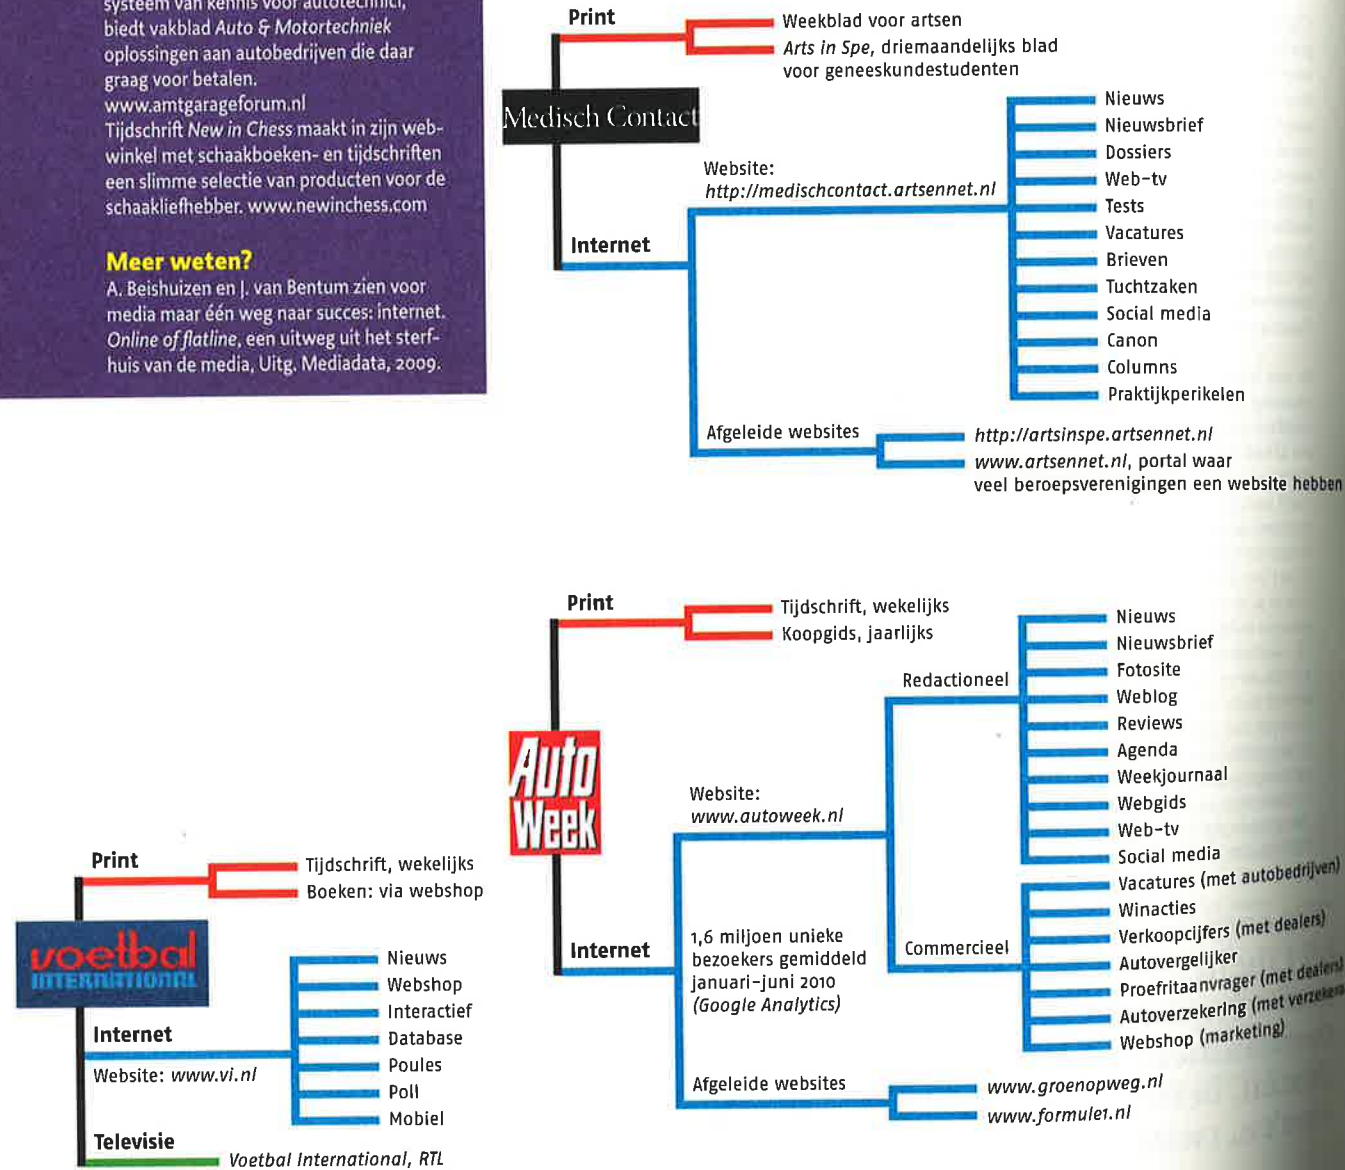 systeem van kennis voor autotechnici,
biedt vakblad Auto & Motortechniek
oplossingen aan autobedrijven die daar
graag voor betalen.
www.amtgarageforum.nl
Tijdschrift New in Chess maakt in zijn web-
winkel met schaakboeken- en tijdschriften
een slimme selectie van producten voor de
schaakliefhebber. www.newinchess.com
Meer weten?
A. Beishuizen en J. van Bentum zien voor
media maar één weg naar succes: internet.
Online of flatline, een uitweg uit het sterf-
huis van de media, Uitg. Mediadata, 2009.
Print
Weekblad voor artsen
Arts in Spe, driemaandelijks blad
voor geneeskundestudenten
Medisch Contact
Internet
Website:
http://medischcontact.artsennet.nl
Nieuws
Nieuwsbrief
Dossiers
Web-tv
Tests
Vacatures
Brieven
Tuchtzaken
Social media
Canon
Columns
Praktijkperikelen
Afgeleide websites
http://artsinspe.artsennet.nl
www.artsennet.nl, portal waar
veel beroepsverenigingen een website hebben
Print
Tijdschrift, wekelijks
Koopgids, jaarlijks
Auto
Week
Internet
Website:
www.autoweek.nl
1,6 miljoen unieke
bezoekers gemiddeld
januari-juni 2010
(Google Analytics)
Redactioneel
Nieuws
Nieuwsbrief
Fotosite
Weblog
Reviews
Agenda
Weekjournaal
Webgids
Web-tv
Social media
Commercieel
Vacatures (met autobedrijven)
Winacties
Verkoopcijfers (met dealers)
Autovergelijker
Proefritaanvrager (met dealers)
Autoverzekering (met
Webshop (marketing)
Afgeleide websites
www.groenopweg.nl
www.formule1.nl
Print
Tijdschrift, wekelijks
Boeken: via webshop
voetbal
INTERNATIONAL
Internet
Website: www.vi.nl
Nieuws
Webshop
Interactief
Database
Poules
Poll
Mobiel
Televisie
Voetbal International, RTL